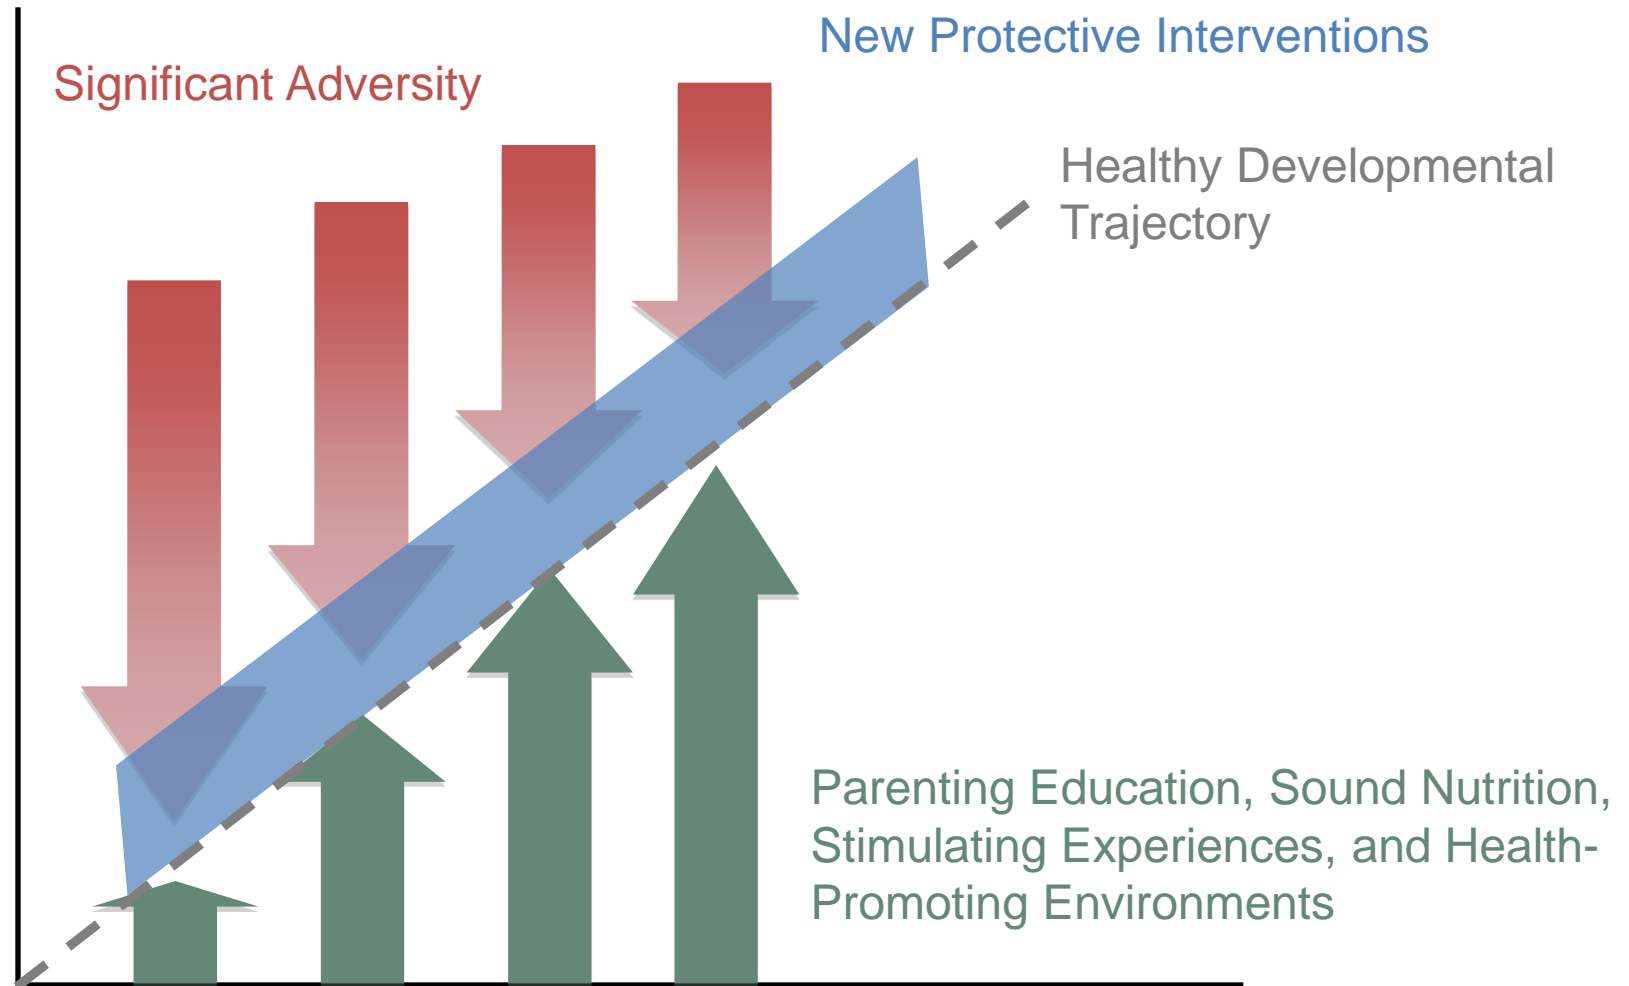 New Protective Interventions
Significant Adversity
Healthy Developmental
Trajectory
Parenting Education, Sound Nutrition,
Stimulating Experiences, and Health-
Promoting Environments